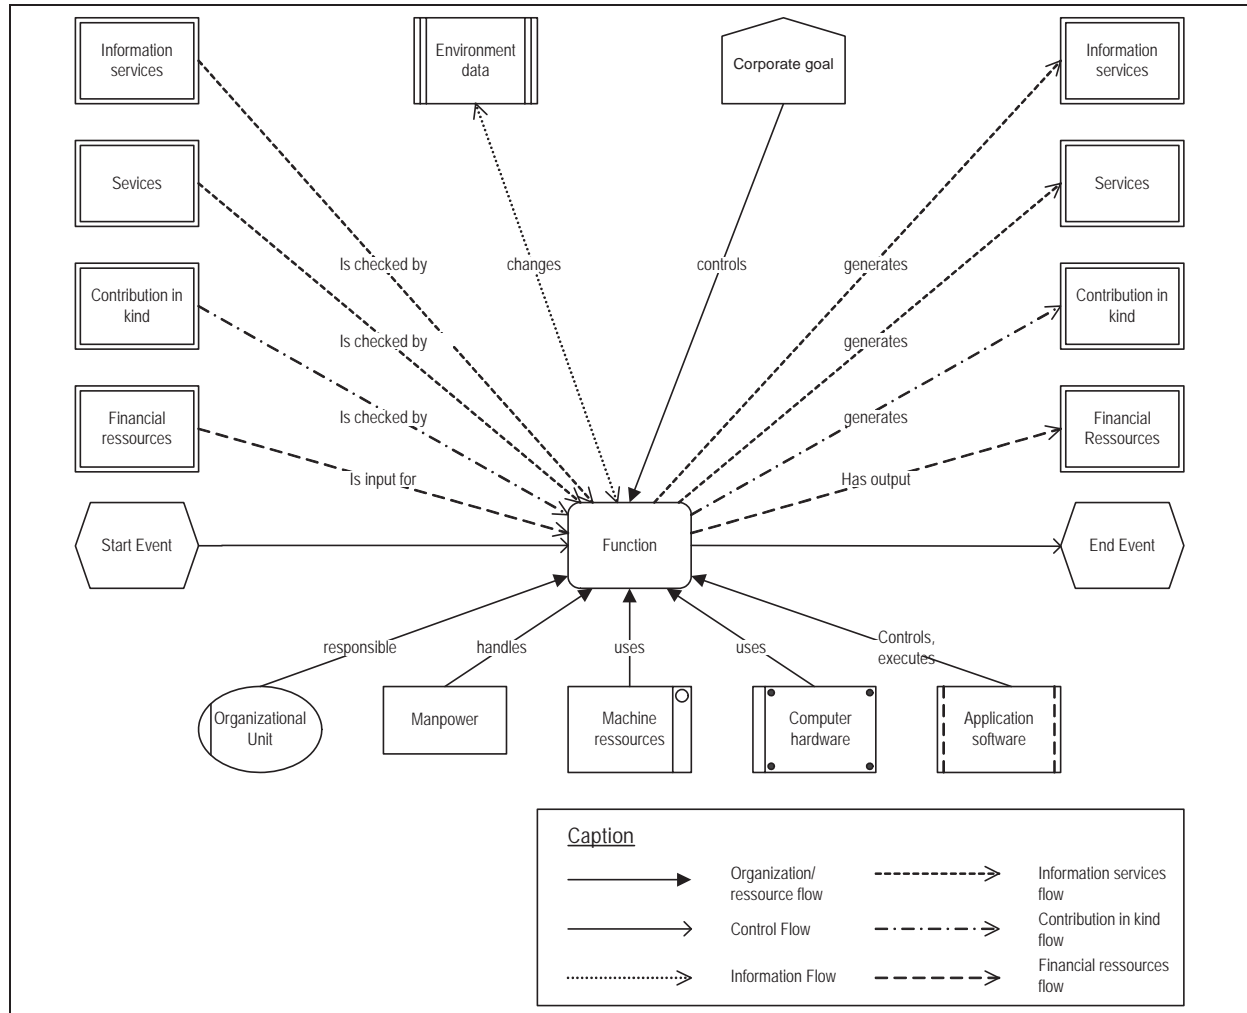 Information
services
Environment
data
Corporate goal
Information
services
Sevices
Services
Is checked by
changes
controls
generates
Contribution in
kind
Contribution in
kind
Is checked by
generates
Is checked by
generates
Financial
ressources
Financial
Ressources
Is input for
Has output
Start Event
Function
End Event
responsible
handles
uses
uses
Controls,
executes
Organizational
Unit
Manpower
Machine
ressources
Computer
hardware
Application
software
Caption
Organization/
ressource flow
Information services
flow
Control Flow
Contribution in kind
flow
Information Flow
Financial ressources
flow